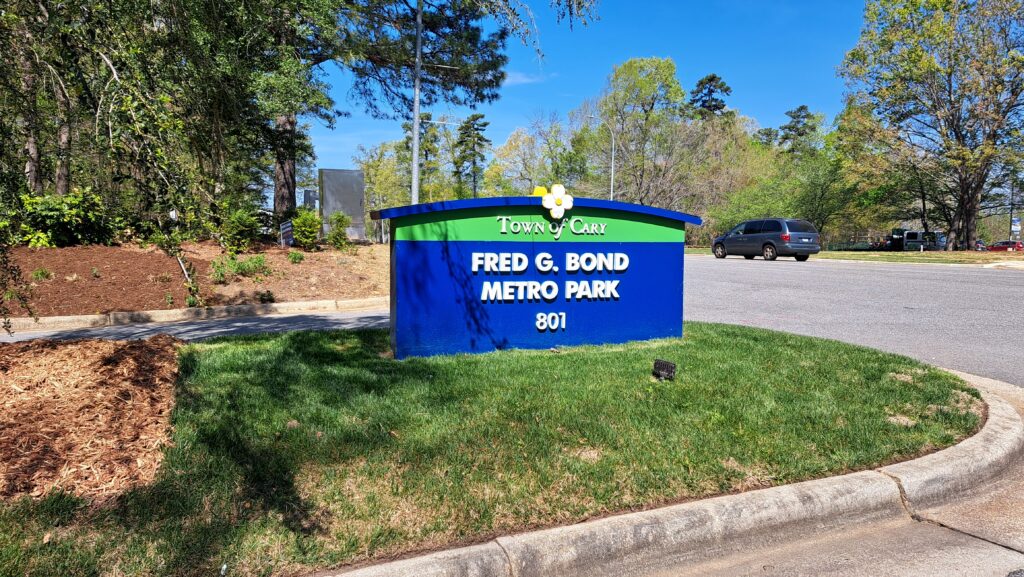 Town of Cary
FRED G. BOND
METRO PARK
801